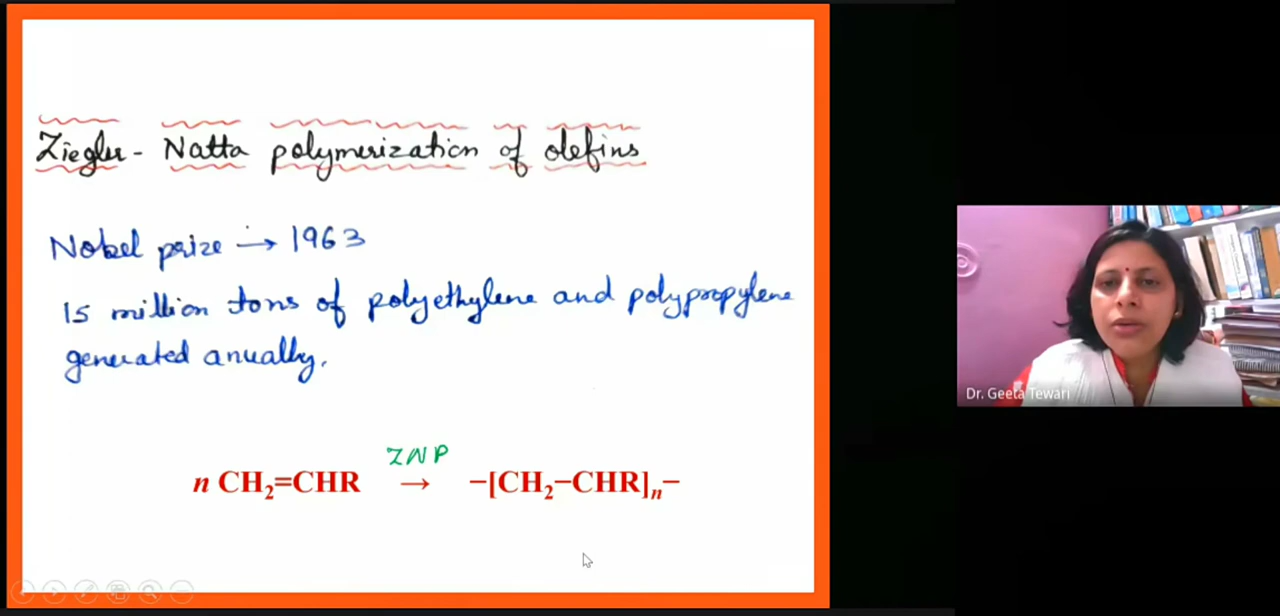 Ziegler - Natta polymerization of olefins
Nobel prize → 1963
15 million tons of polyethylene and polypropylene
generated anually.
ZNP
n CH₂=CHR → −[CH₂−CHR]ₙ−
Dr. Geeta Tewari